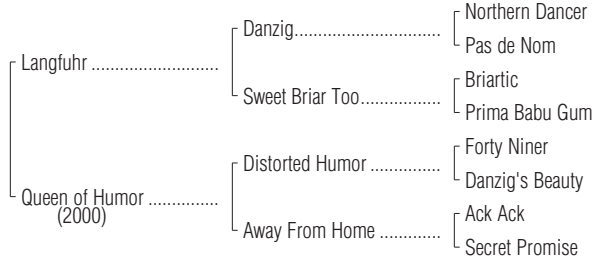 Northern Dancer
Danzig...............................
Pas de Nom
Langfuhr ...........................
Briartic
Sweet Briar Too.................
Prima Babu Gum
Forty Niner
Distorted Humor ...............
Danzig's Beauty
Queen of Humor ...............
(2000)
Ack Ack
Away From Home .............
Secret Promise